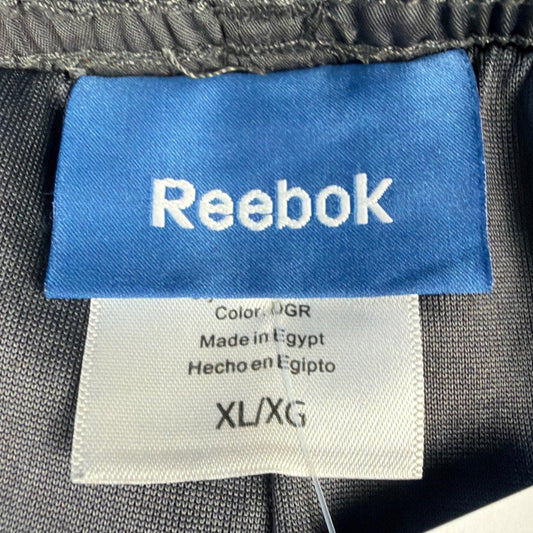 Reebok
Color: DGR
Made in Egypt
Hecho en Egipto
XL/XG